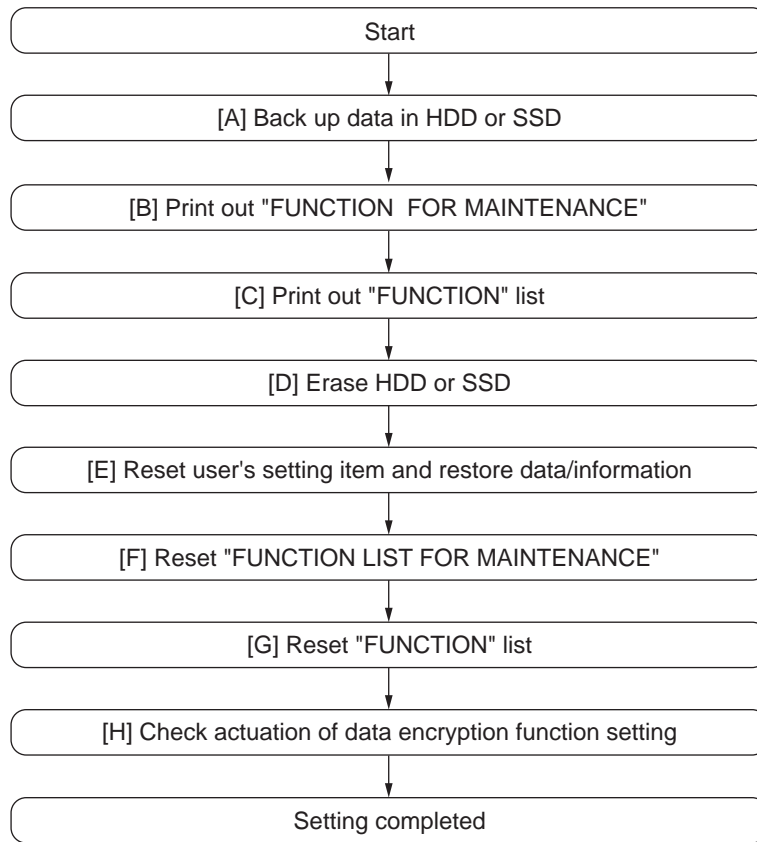 Start
[A] Back up data in HDD or SSD
[B] Print out "FUNCTION  FOR MAINTENANCE"
[C] Print out "FUNCTION" list
[D] Erase HDD or SSD
[E] Reset user's setting item and restore data/information
[F] Reset "FUNCTION LIST FOR MAINTENANCE"
[G] Reset "FUNCTION" list
[H] Check actuation of data encryption function setting
Setting completed